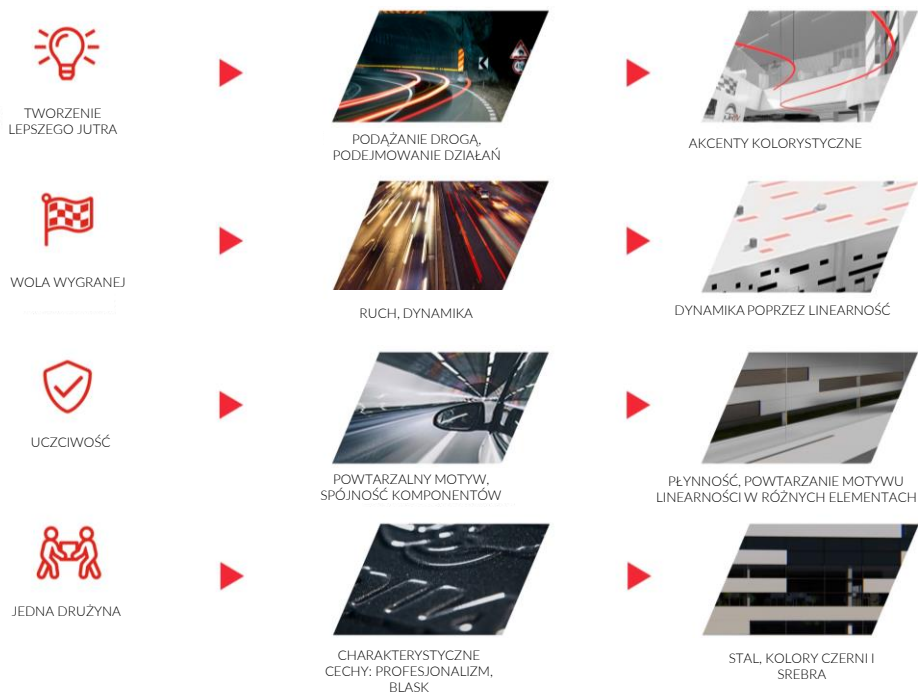 TWORZENIE
LEPSZEGO JUTRA
PODĄŻANIE DROGĄ,
PODEJMOWANIE DZIAŁAŃ
AKCENTY KOLORYSTYCZNE
WOLA WYGRANEJ
RUCH, DYNAMIKA
DYNAMIKA POPRZEZ LINEARNOŚĆ
UCZCIWOŚĆ
POWTARZALNY MOTYW,
SPÓJNOŚĆ KOMPONENTÓW
PŁYNNOŚĆ, POWTARZANIE MOTYWU
LINEARNOŚCI W RÓŻNYCH ELEMENTACH
JEDNA DRUŻYNA
CHARAKTERYSTYCZNE
CECHY: PROFESJONALIZM,
BLASK
STAL, KOLORY CZERNI I
SREBRA